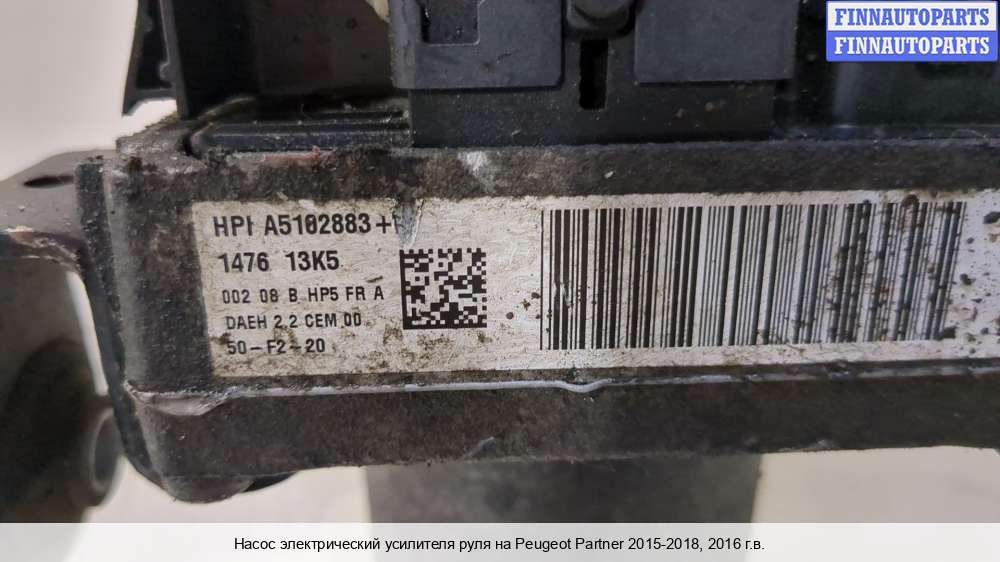 FINNAUTOPARTS
FINNAUTOPARTS
HPI A5102883+
1476 13K5
002 08 B HP5 FR A
DAEH 2.2 CEM 00
50-F2-20
Насос электрический усилителя руля на Peugeot Partner 2015-2018, 2016 г.в.